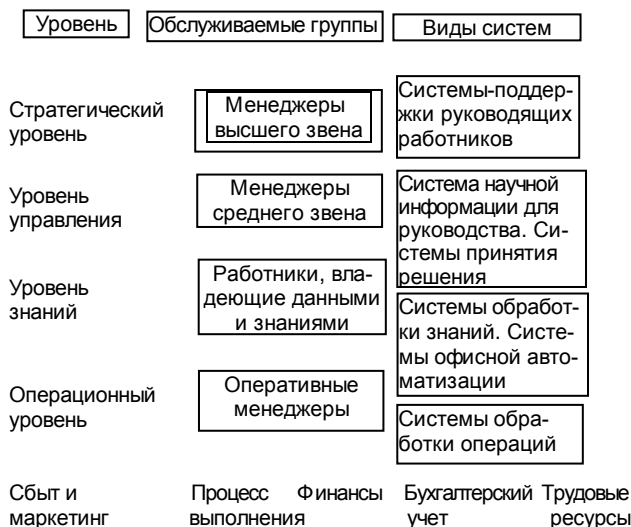 Уровень
Обслуживаемые группы
Виды систем
Стратегический
уровень
Менеджеры
высшего звена
Системы-поддер-
жки руководящих
работников
Уровень
управления
Менеджеры
среднего звена
Система научной
информации для
руководства. Си-
стемы принятия
решения
Уровень
знаний
Работники, вла-
деющие данными
и знаниями
Системы обработ-
ки знаний. Систе-
мы офисной авто-
матизации
Операционный
уровень
Оперативные
менеджеры
Системы обра-
ботки операций
Сбыт и
маркетинг
Процесс
выполнения
Финансы
Бухгалтерский
учет
Трудовые
ресурсы